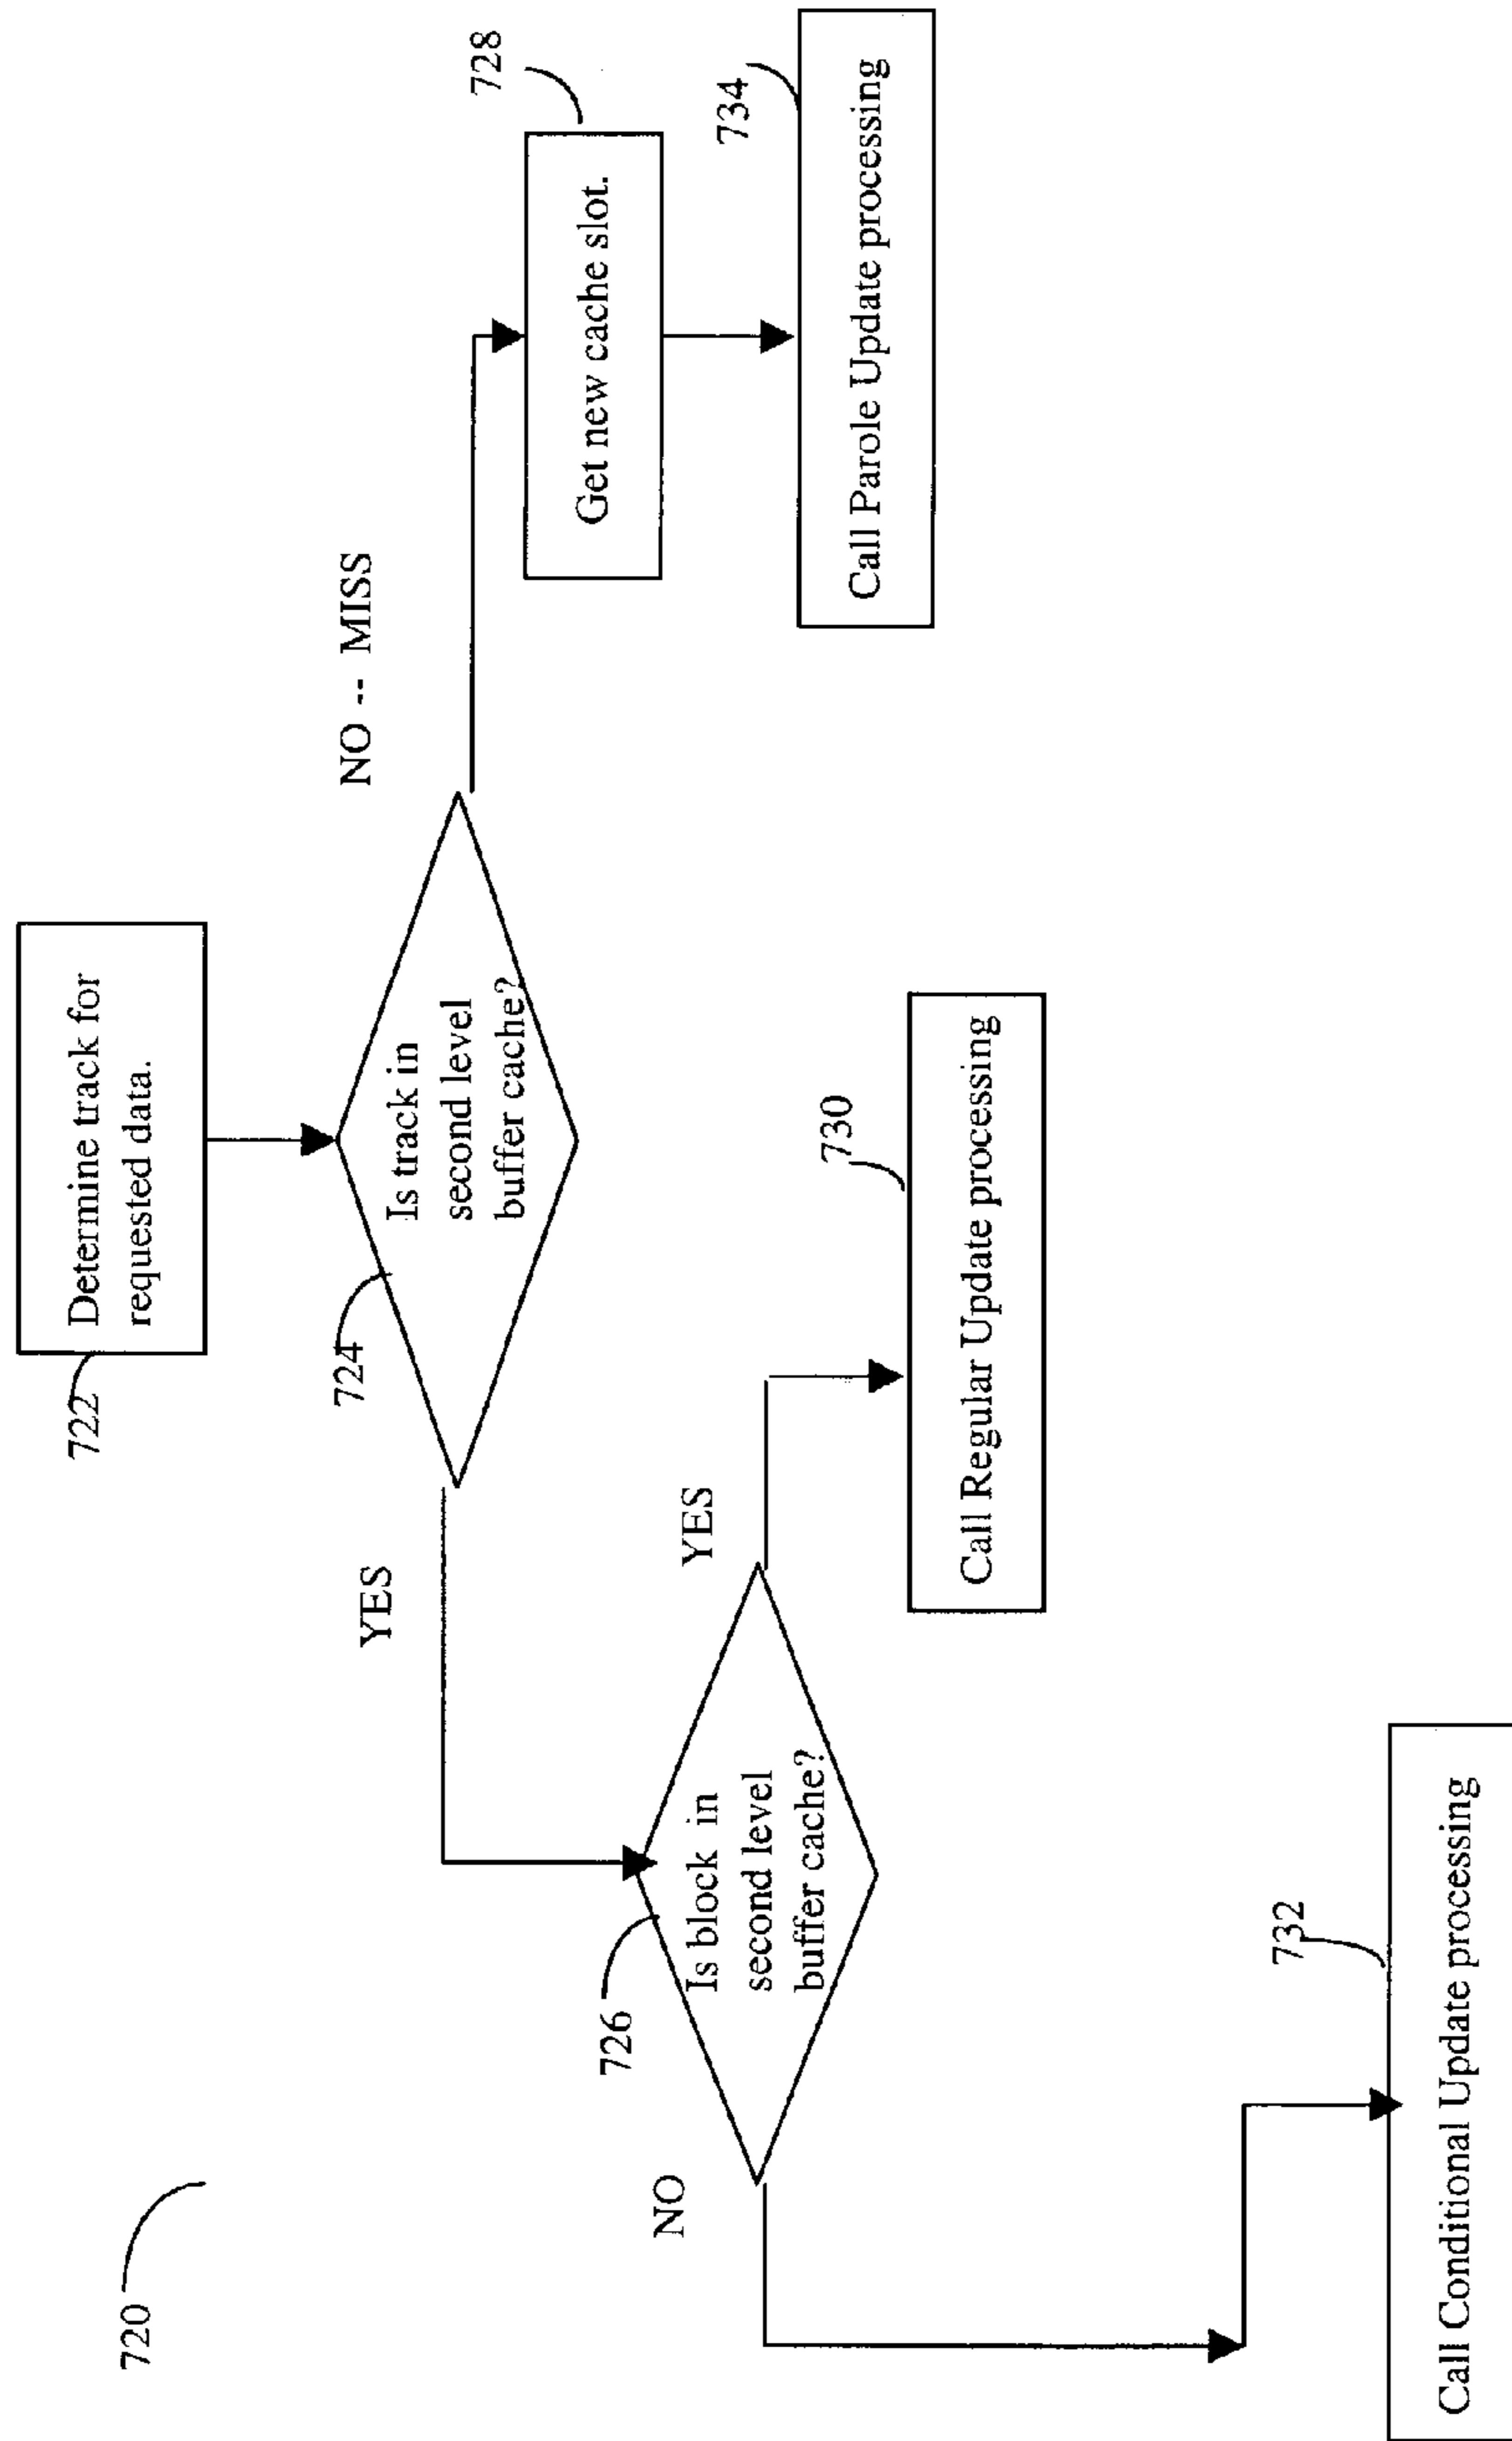 720
722
Determine track for
requested data.
724
Is track in
second level
buffer cache?
NO -- MISS
728
Get new cache slot.
734
Call Parole Update processing
YES
726
Is block in
second level
buffer cache?
YES
730
Call Regular Update processing
NO
732
Call Conditional Update processing